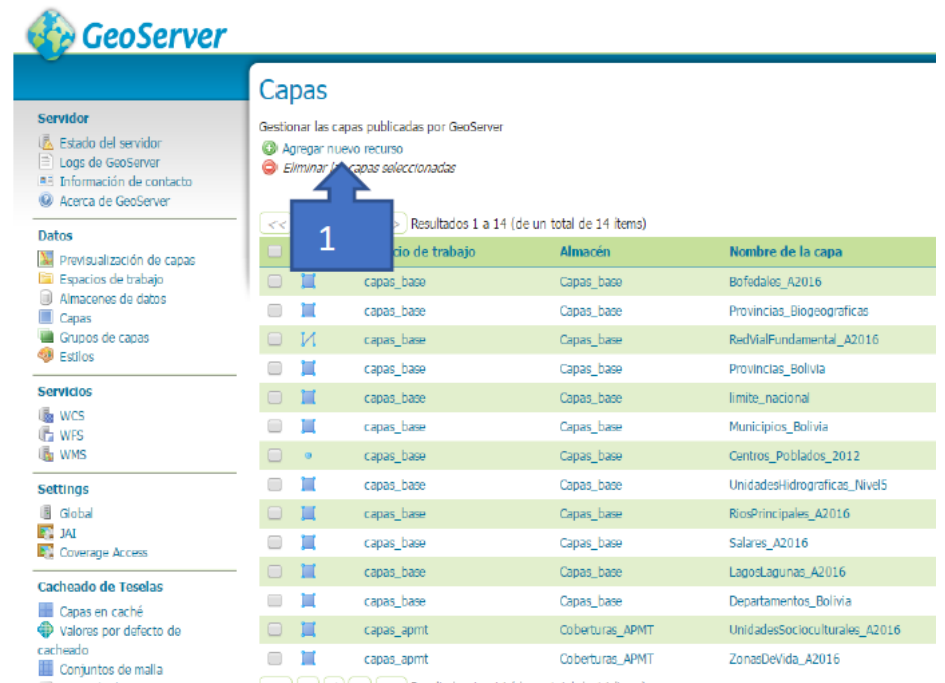 GeoServer
Servidor
Estado del servidor
Logs de GeoServer
Información de contacto
Acerca de GeoServer
Datos
Previsualización de capas
Espacios de trabajo
Almacenes de datos
Capas
Grupos de capas
Estilos
Servicios
WCS
WFS
WMS
Settings
Global
JAI
Coverage Access
Cacheado de Teselas
Capas en caché
Valores por defecto de
cacheado
Conjuntos de malla
Capas
Gestionar las capas publicadas por GeoServer
Agregar nuevo recurso
Eliminar capas seleccionadas
1
<< > Resultados 1 a 14 (de un total de 14 ítems)
cio de trabajo Almacén Nombre de la capa
capas_base Capas_base Bofedales_A2016
capas_base Capas_base Provincias_Biogeograficas
capas_base Capas_base RedVialFundamental_A2016
capas_base Capas_base Provincias_Bolivia
capas_base Capas_base limite_nacional
capas_base Capas_base Municipios_Bolivia
capas_base Capas_base Centros_Poblados_2012
capas_base Capas_base UnidadesHidrograficas_Nivel5
capas_base Capas_base RiosPrincipales_A2016
capas_base Capas_base Salares_A2016
capas_base Capas_base LagosLagunas_A2016
capas_base Capas_base Departamentos_Bolivia
capas_apmt Coberturas_APMT UnidadesSocioculturales_A2016
capas_apmt Coberturas_APMT ZonasDeVida_A2016